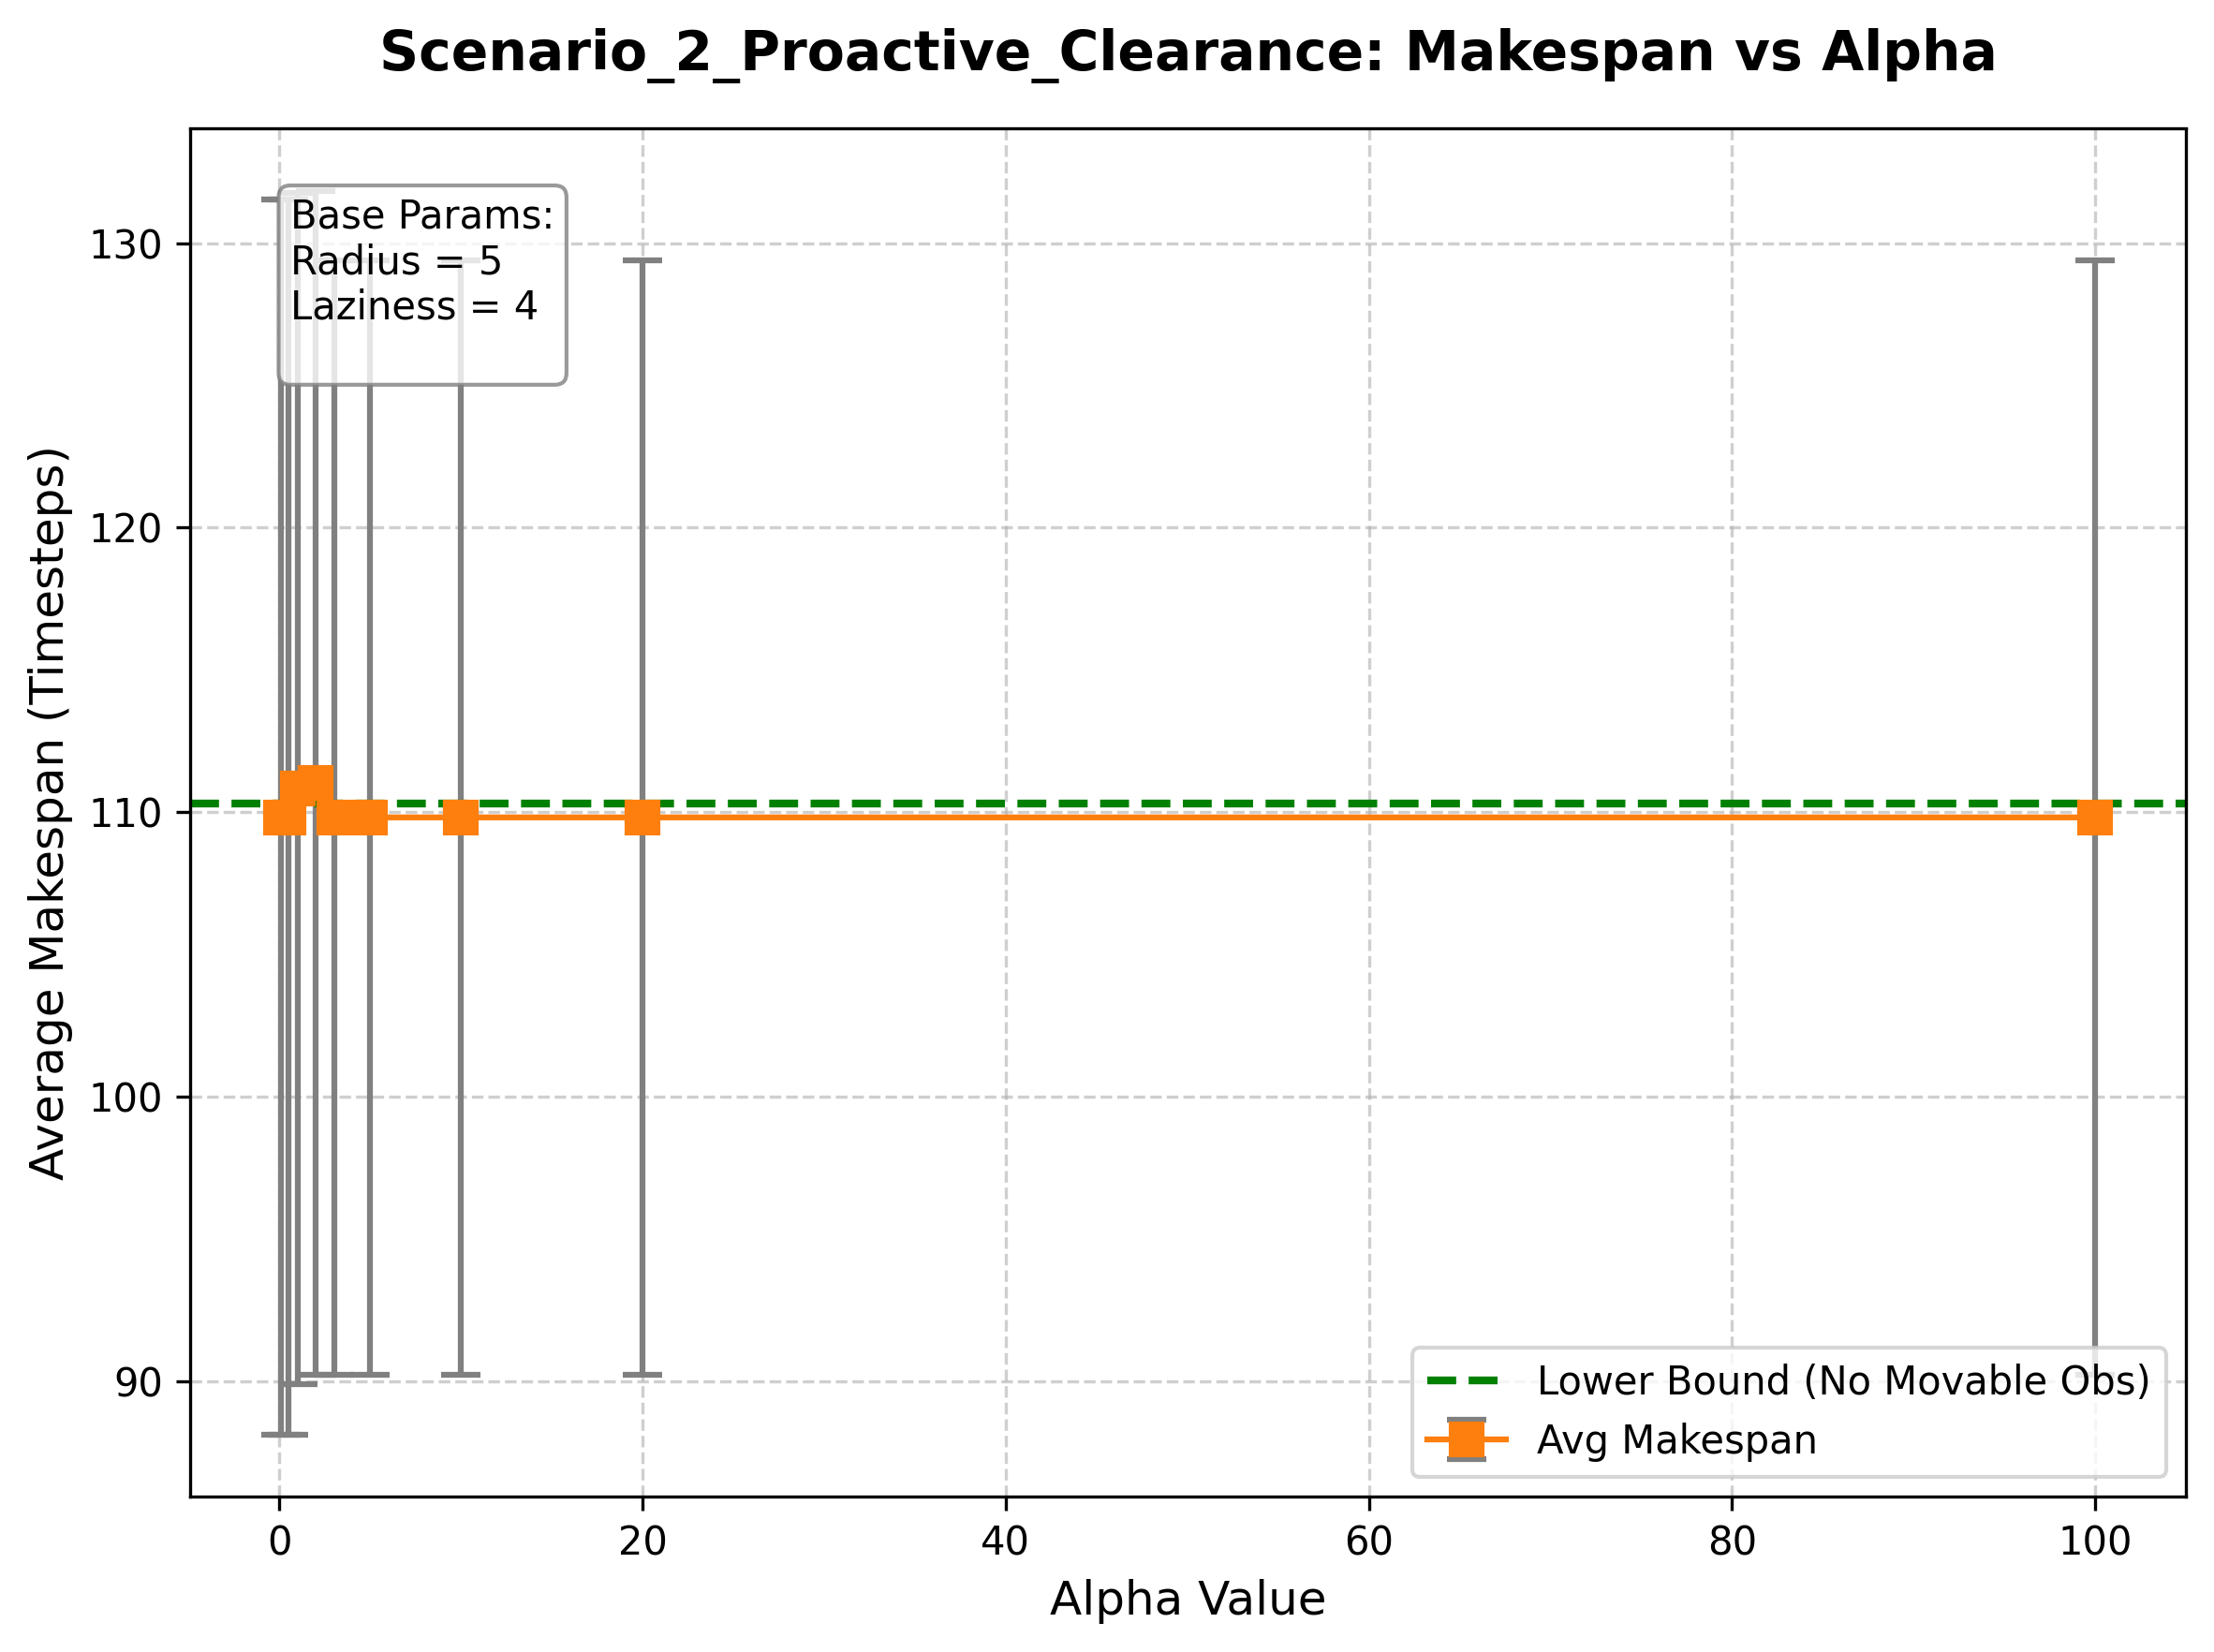 Scenario_2_Proactive_Clearance: Makespan vs Alpha
Base Params:
Radius = 5
Laziness = 4
130
120
110
100
90
Average Makespan (Timesteps)
Lower Bound (No Movable Obs)
Avg Makespan
0
20
40
60
80
100
Alpha Value